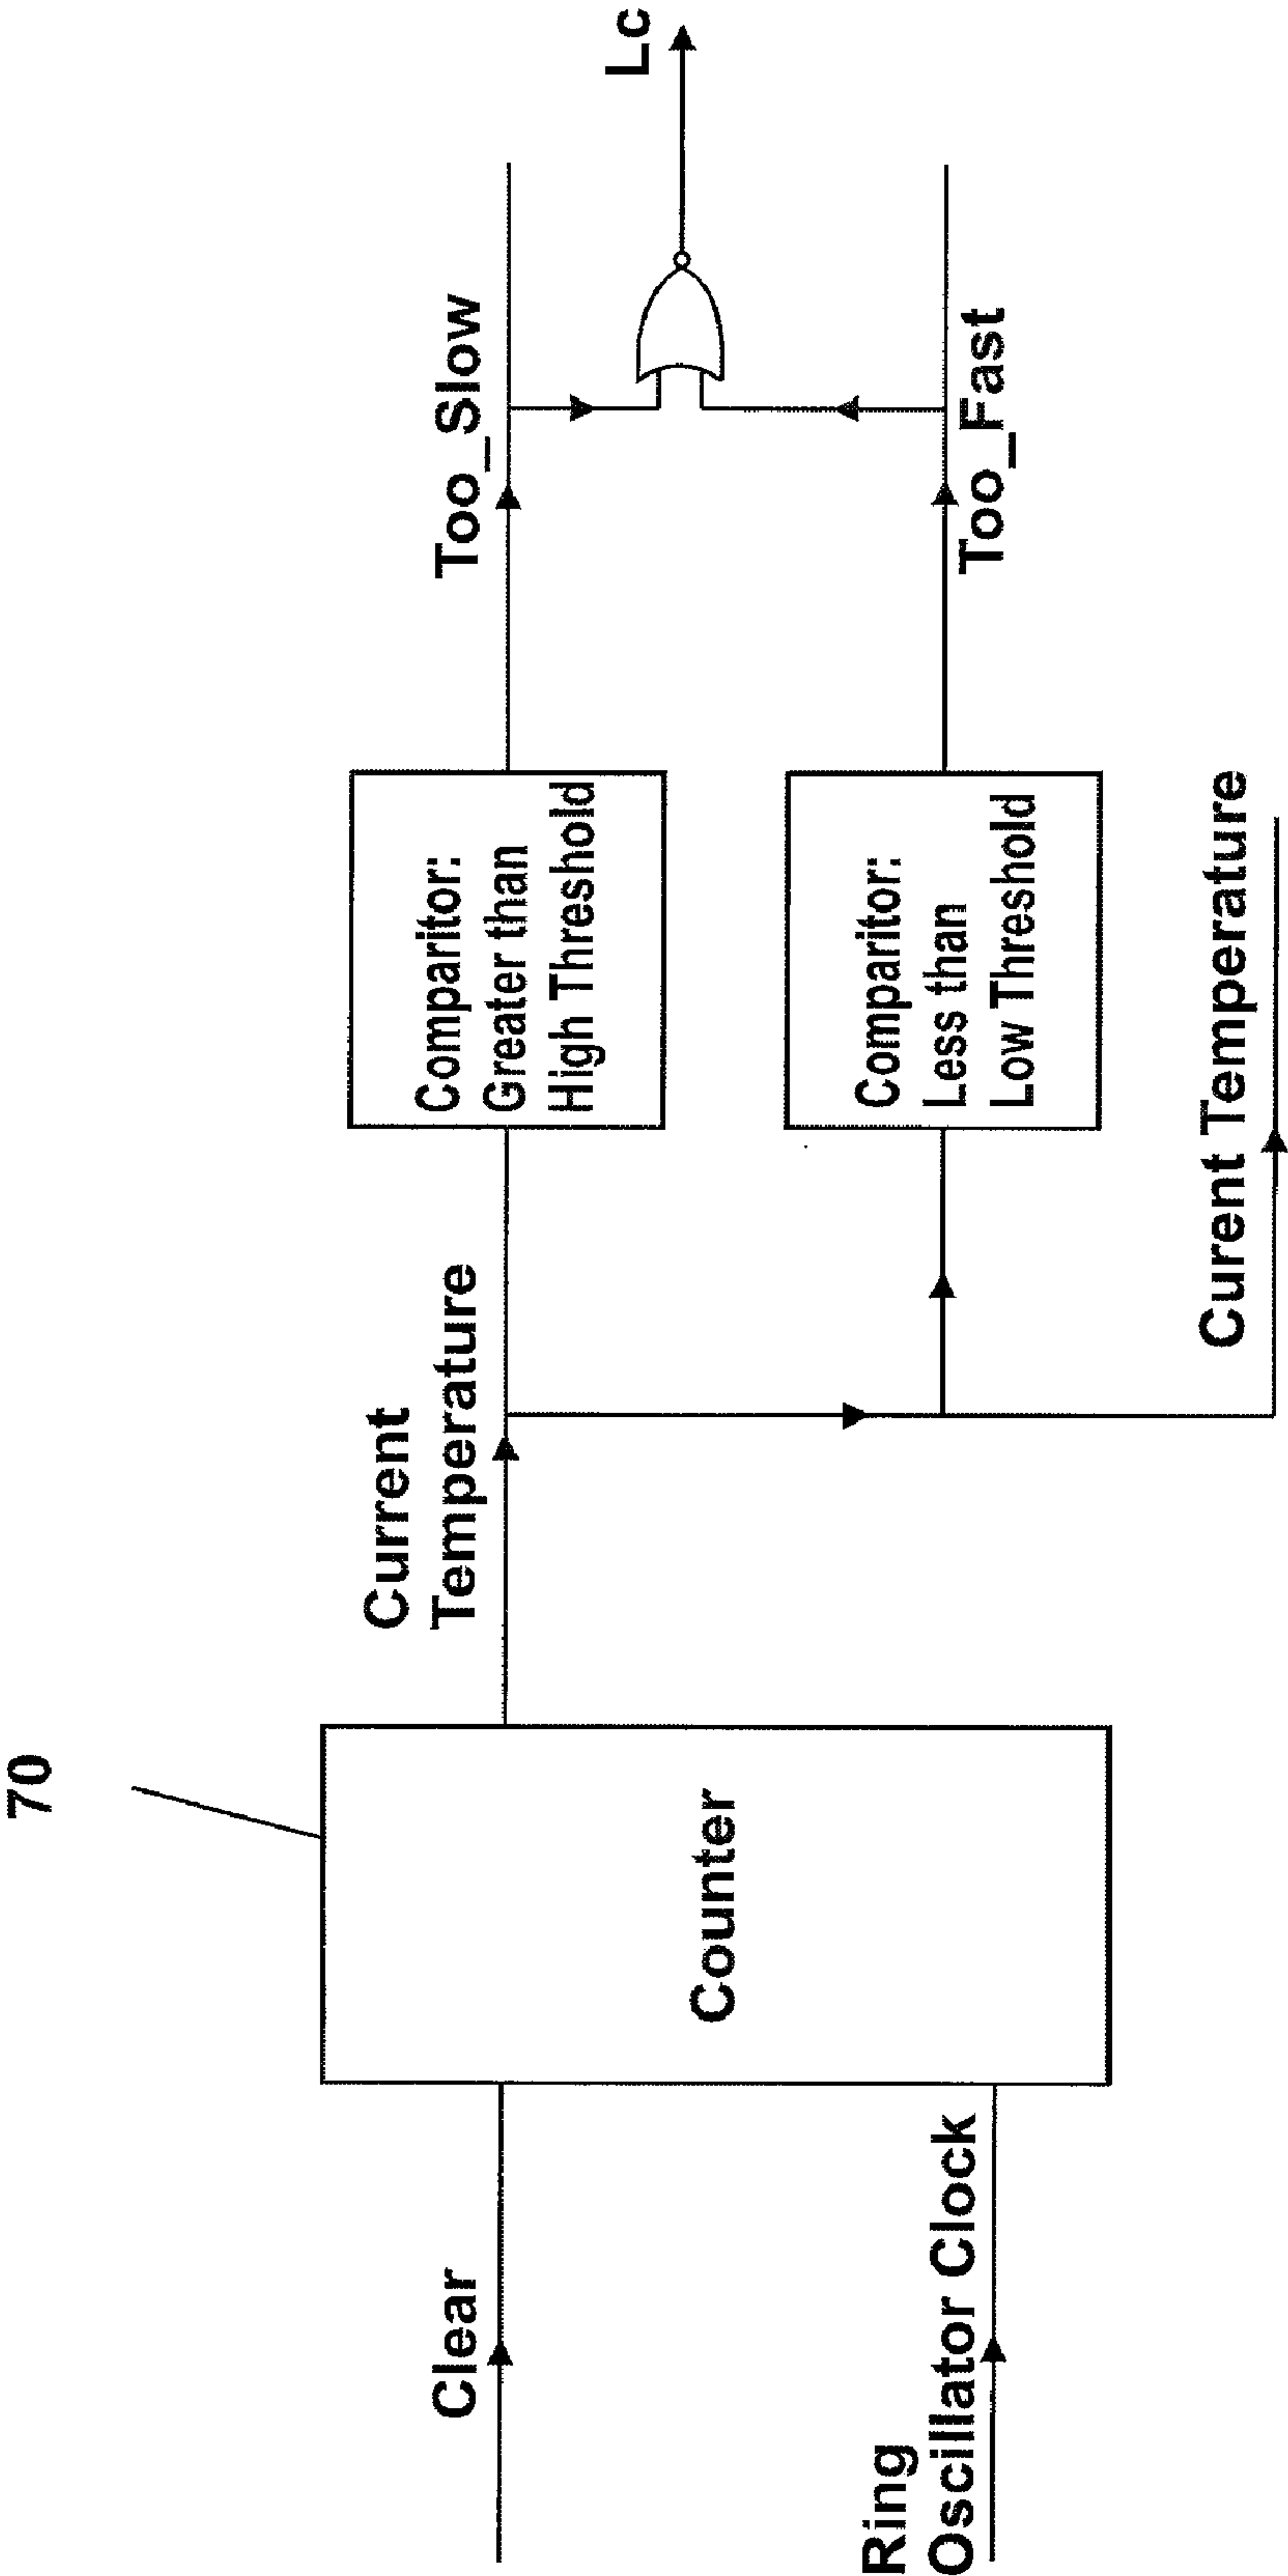 70
Clear
Ring
Oscillator Clock
Counter
Current
Temperature
Comparitor:
Greater than
High Threshold
Comparitor:
Less than
Low Threshold
Curent Temperature
Too_Slow
Too_Fast
Lc